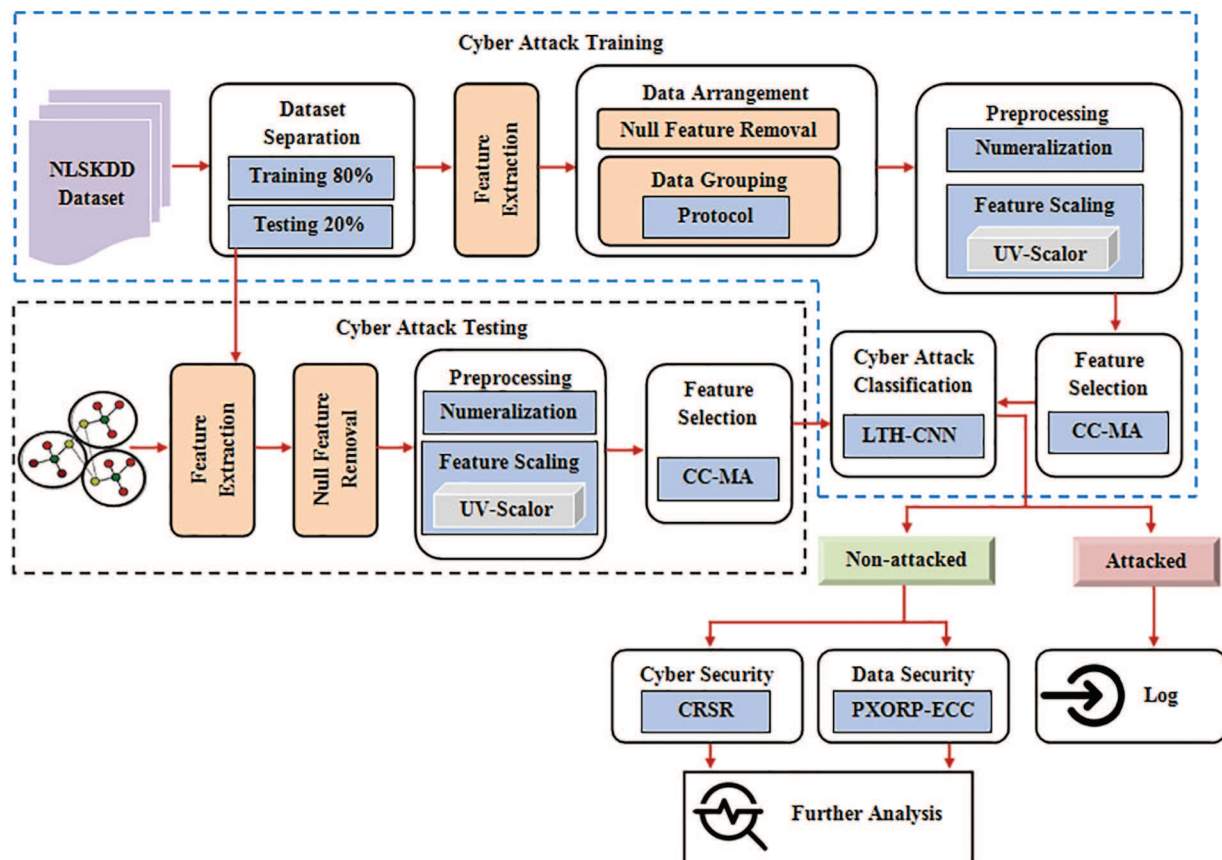 Cyber Attack Training
NLSKDD
Dataset
Dataset
Separation
Training 80%
Testing 20%
Feature
Extraction
Data Arrangement
Null Feature Removal
Data Grouping
Protocol
Preprocessing
Numeralization
Feature Scaling
UV-Scalor
Feature
Selection
CC-MA
Cyber Attack
Classification
LTH-CNN
Cyber Attack Testing
Feature
Extraction
Null Feature
Removal
Preprocessing
Numeralization
Feature Scaling
UV-Scalor
Feature
Selection
CC-MA
Non-attacked
Attacked
Cyber Security
CRSR
Data Security
PXORP-ECC
Log
Further Analysis